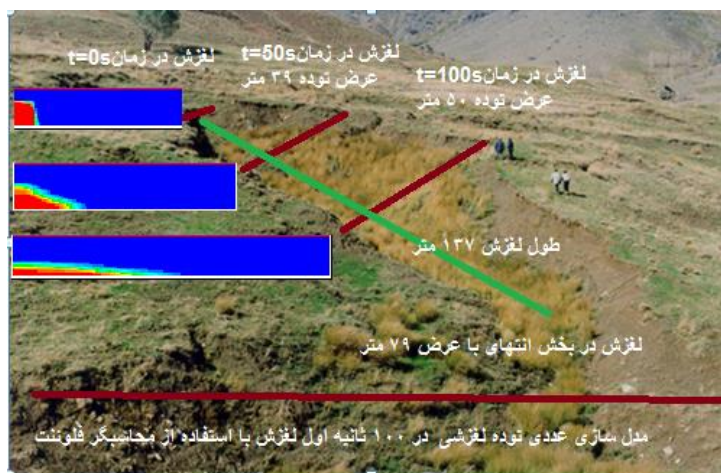 لغزش در زمان t=0s
لغزش در زمان t=50s
عرض توده ۳۹ متر
لغزش در زمان t=100s
عرض توده ۵۰ متر
طول لغزش ۱۳۷ متر
لغزش در بخش انتهای با عرض ۷۹ متر
مدل سازی عددی توده لغزشی در ۱۰۰ ثانیه اول لغزش با استفاده از محاسبگر فلوئنت